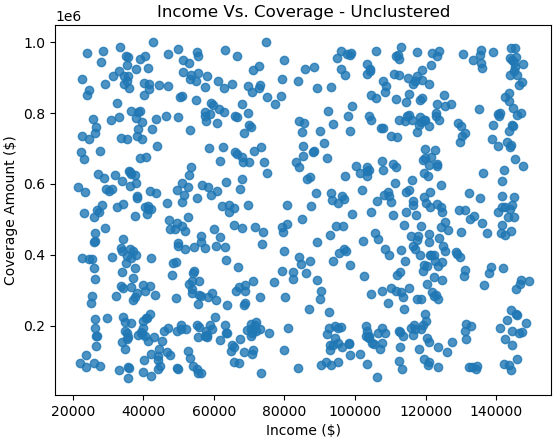 Income Vs. Coverage - Unclustered
1e6
1.0
0.8
0.6
0.4
0.2
Coverage Amount ($)
20000 40000 60000 80000 100000 120000 140000
Income ($)